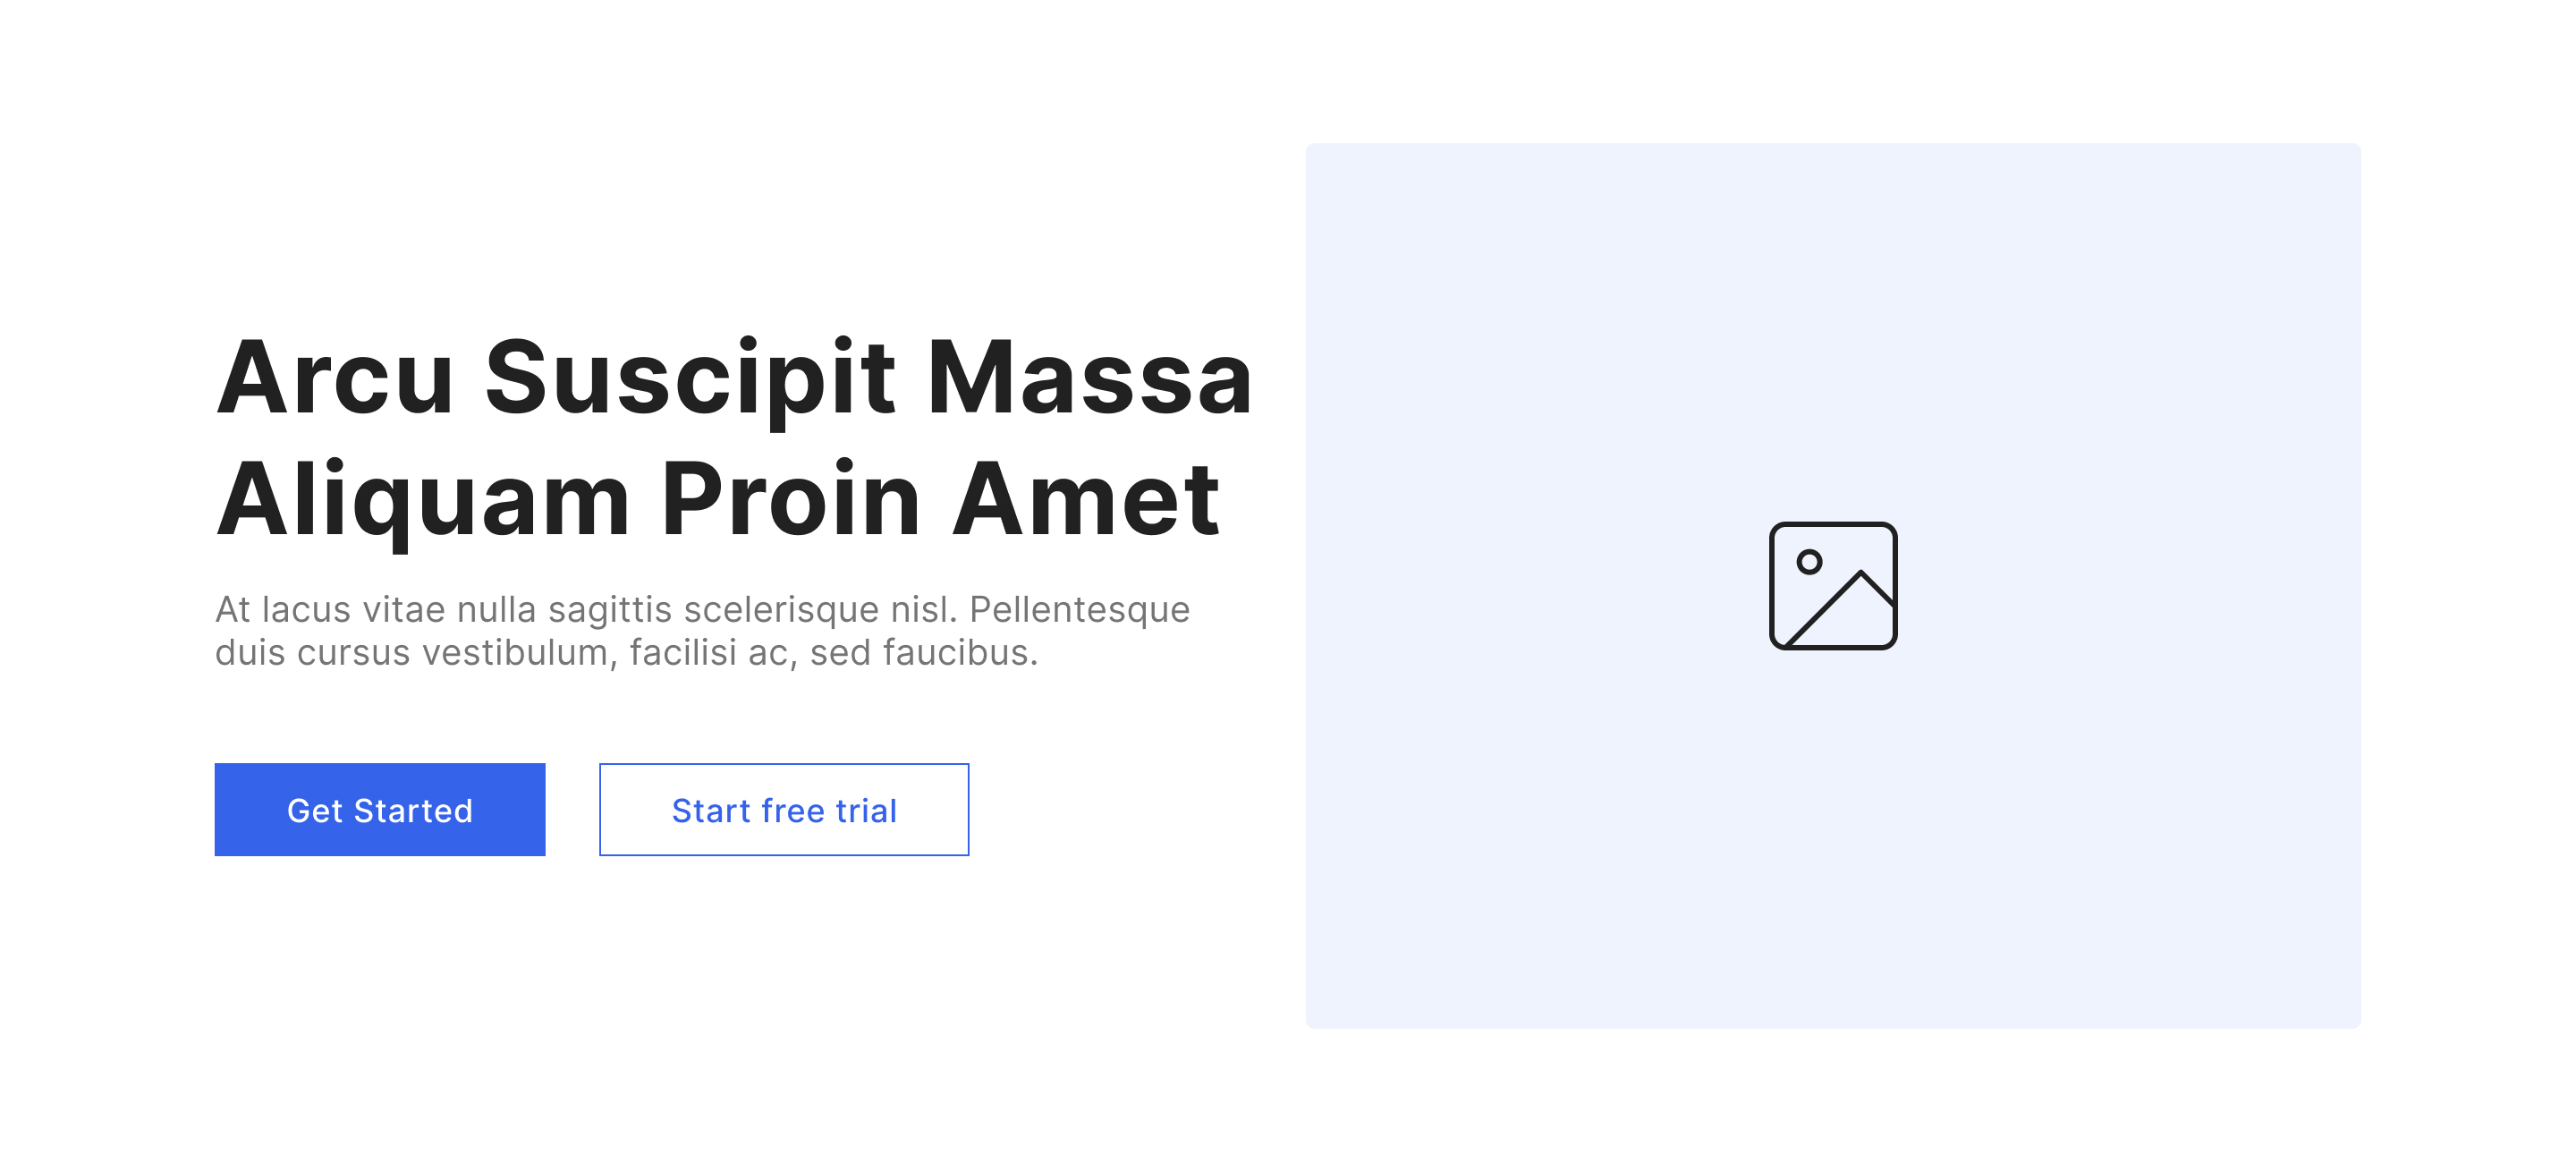 Arcu Suscipit Massa
Aliquam Proin Amet
At lacus vitae nulla sagittis scelerisque nisl. Pellentesque
duis cursus vestibulum, facilisi ac, sed faucibus.
Get Started
Start free trial